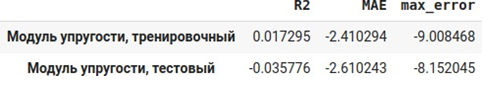 R2 MAE max_error
Модуль упругости, тренировочный 0.017295 -2.410294 -9.008468
Модуль упругости, тестовый -0.035776 -2.610243 -8.152045